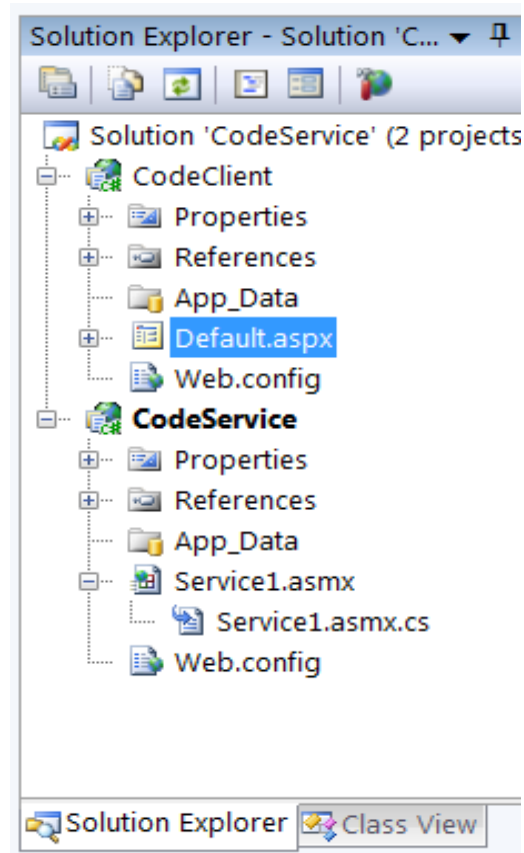 Solution Explorer - Solution 'C...
Solution 'CodeService' (2 projects
CodeClient
Properties
References
App_Data
Default.aspx
Web.config
CodeService
Properties
References
App_Data
Service1.asmx
Service1.asmx.cs
Web.config
Solution Explorer Class View